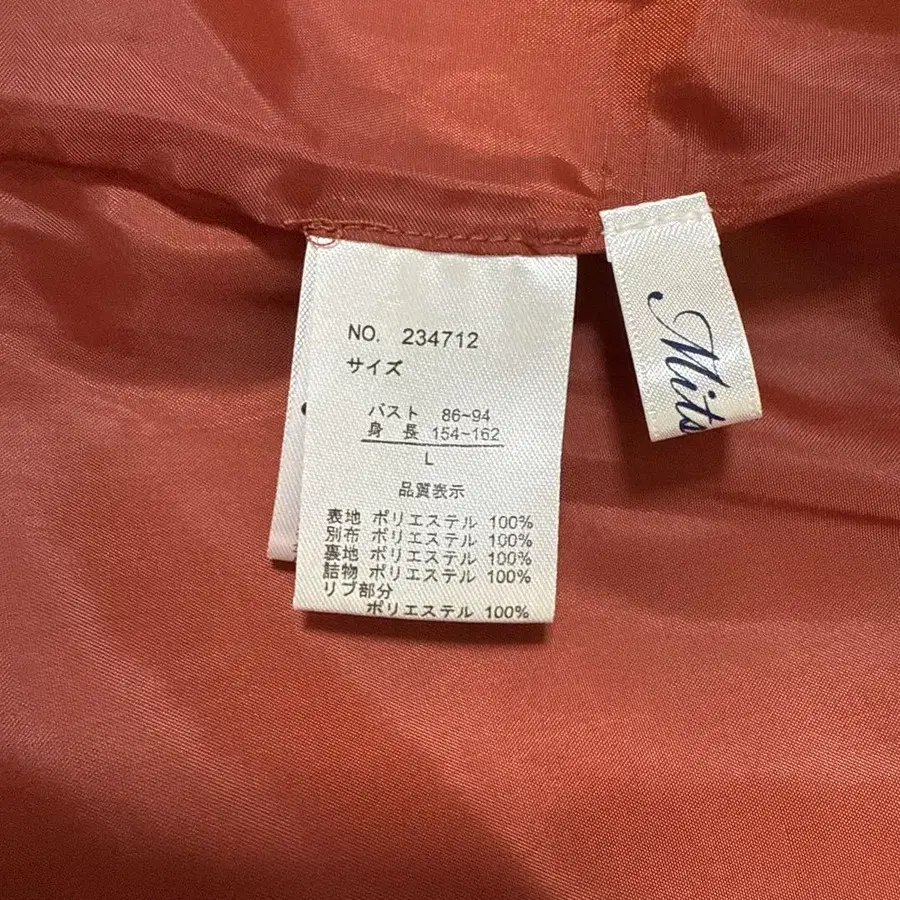 NO. 234712
サイズ
バスト 86~94
身 長 154~162
L
品質表示
表地 ポリエステル 100%
別布 ポリエステル 100%
裏地 ポリエステル 100%
詰物 ポリエステル 100%
リブ部分
ポリエステル 100%
Mits